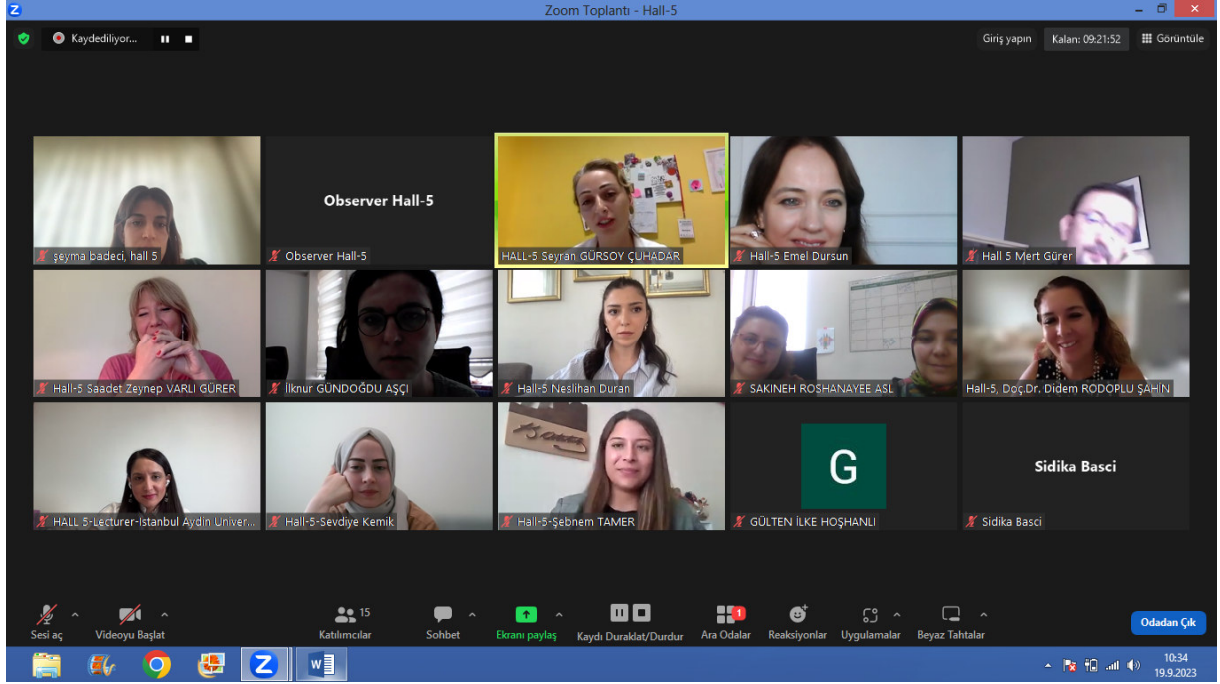 Zoom Toplantı - Hall-5
Kaydediliyor...
Giriş yapın
Kalan: 09:21:52
Görüntüle
Observer Hall-5
şeyma badeci, hall 5
Observer Hall-5
HALL-5 Seyran GÜRSOY ÇUHADAR
Hall-5 Emel Dursun
Hall 5 Mert Gürer
Hall-5 Saadet Zeynep VARLI GÜRER
İlknur GÜNDOĞDU AŞÇI
Hall-5 Neslihan Duran
SAKINEH ROSHANAYEE ASL
Hall-5, Doç.Dr. Didem RODOPLU ŞAHİN
G
Sidika Basci
HALL 5-Lecturer-Istanbul Aydin Univer...
Hall-5-Sevdiye Kemik
Hall-5-Şebnem TAMER
GÜLTEN İLKE HOŞHANLI
Sidika Basci
Sesi aç
Videoyu Başlat
15
Katılımcılar
Sohbet
Ekranı paylaş
Kaydı Duraklat/Durdur
1
Ara Odalar
Reaksiyonlar
Uygulamalar
Beyaz Tahtalar
Odadan Çık
10:34
19.9.2023